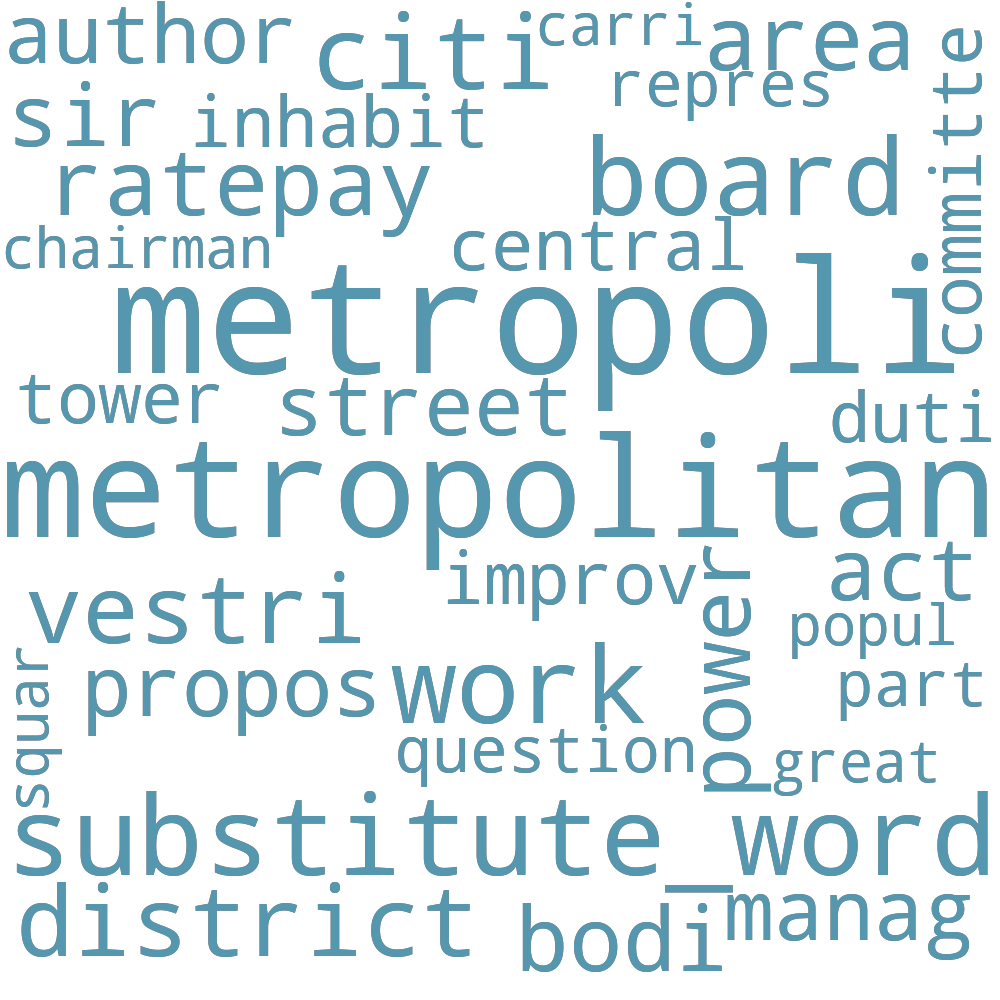 author
citi
carri
area
repres
committe
sir
inhabit
ratepay
board
chairman
central
metropoli
tower
street
duti
metropolitan
improv
act
vestri
power
popul
squar
propos
work
part
question
great
substitute_word
district
bodi
manag